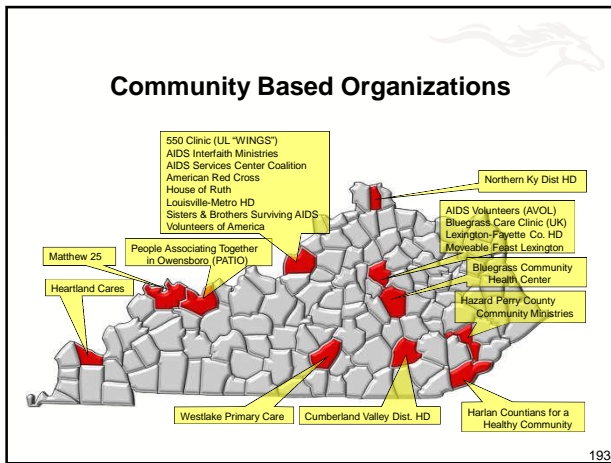 Community Based Organizations
550 Clinic (UL “WINGS”)
AIDS Interfaith Ministries
AIDS Services Center Coalition
American Red Cross
House of Ruth
Louisville-Metro HD
Sisters & Brothers Surviving AIDS
Volunteers of America
Northern Ky Dist HD
AIDS Volunteers (AVOL)
Bluegrass Care Clinic (UK)
Lexington-Fayette Co. HD
Moveable Feast Lexington
Matthew 25
People Associating Together
in Owensboro (PATIO)
Bluegrass Community
Health Center
Heartland Cares
Hazard Perry County
Community Ministries
Westlake Primary Care
Cumberland Valley Dist. HD
Harlan Countians for a
Healthy Community
193